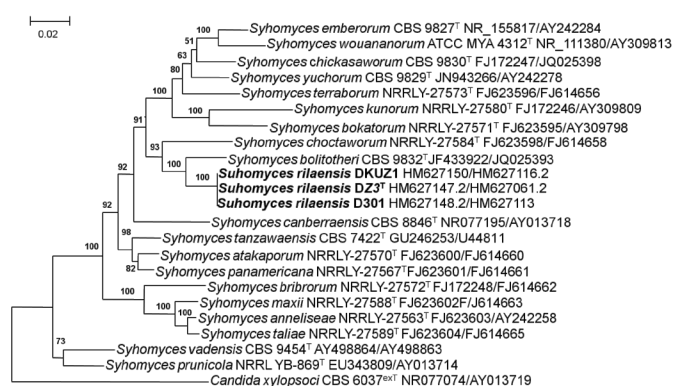 0.02
100 Syhomyces emberorum CBS 9827ᵀ NR_155817/AY242284
51 Syhomyces wouananorum ATCC MYA 4312ᵀ NR_111380/AY309813
63 Syhomyces chickasaworum CBS 9830ᵀ FJ172247/JQ025398
80 Syhomyces yuchorum CBS 9829ᵀ JN943266/AY242278
Syhomyces terraborum NRRLY-27573ᵀ FJ623596/FJ614656
100 Syhomyces kunorum NRRLY-27580ᵀ FJ172246/AY309809
100
91 Syhomyces bokatorum NRRLY-27571ᵀ FJ623595/AY309798
93 Syhomyces choctaworum NRRLY-27584ᵀ FJ623598/FJ614658
100 Syhomyces bolitotheri CBS 9832ᵀJF433922/JQ025393
92 Suhomyces rilaensis DKUZ1 HM627150/HM627116.2
Suhomyces rilaensis DZ3ᵀ HM627147.2/HM627061.2
Suhomyces rilaensis D301 HM627148.2/HM627113
92 Syhomyces canberraensis CBS 8846ᵀ NR077195/AY013718
98 Syhomyces tanzawaensis CBS 7422ᵀ GU246253/U44811
100 Syhomyces atakaporum NRRLY-27570ᵀ FJ623600/FJ614660
82 Syhomyces panamericana NRRLY-27567ᵀFJ623601/FJ614661
100 Syhomyces bribrorum NRRLY-27572ᵀ FJ172248/FJ614662
100 Syhomyces maxii NRRLY-27588ᵀ FJ623602F/FJ614663
100 Syhomyces anneliseae NRRLY-27563ᵀ FJ623603/AY242258
Syhomyces taliae NRRLY-27589ᵀ FJ623604/FJ614665
73 Syhomyces vadensis CBS 9454ᵀ AY498864/AY498863
Syhomyces prunicola NRRL YB-869ᵀ EU343809/AY013714
Candida xylopsoci CBS 6037ᵉˣᵀ NR077074/AY013719